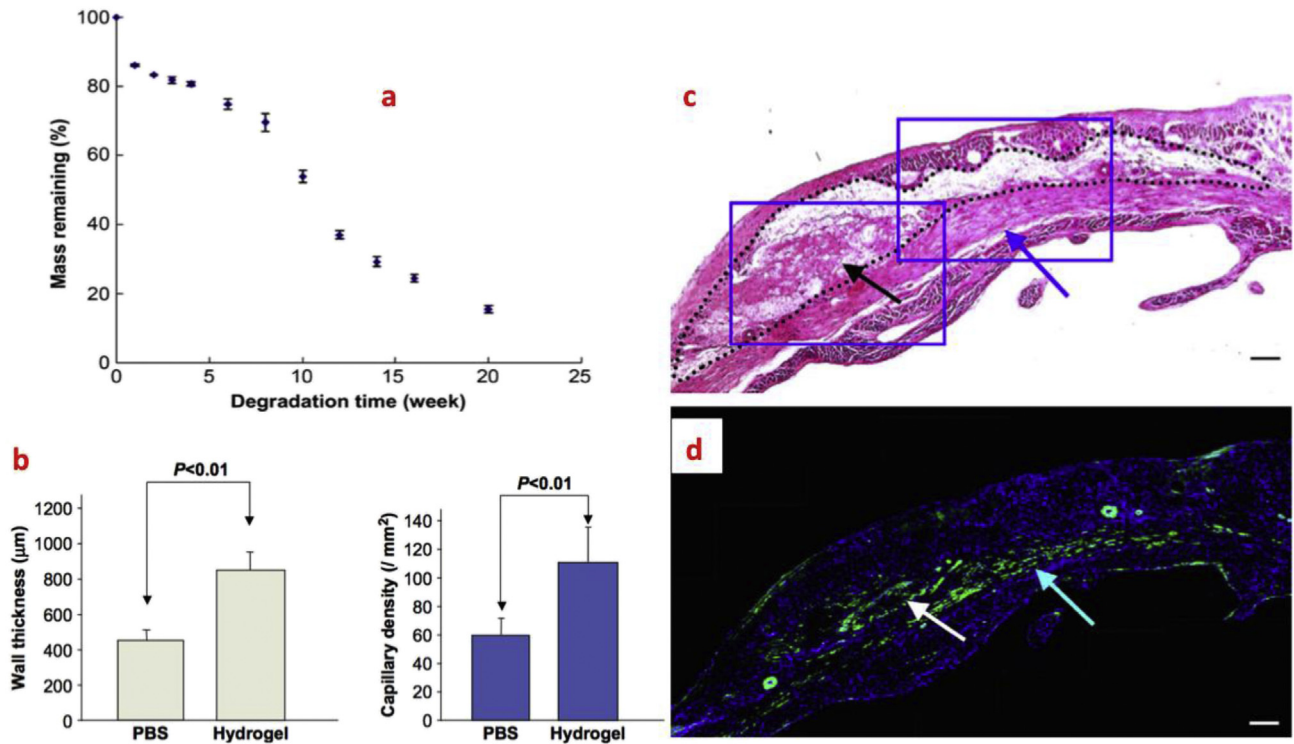 a
100
80
60
40
20
0
Mass remaining (%)
0 5 10 15 20 25
Degradation time (week)
b
P<0.01
1200
1000
800
600
400
200
0
Wall thickness (μm)
PBS Hydrogel
P<0.01
140
120
100
80
60
40
20
0
Capillary density (/ mm²)
PBS Hydrogel
c
d